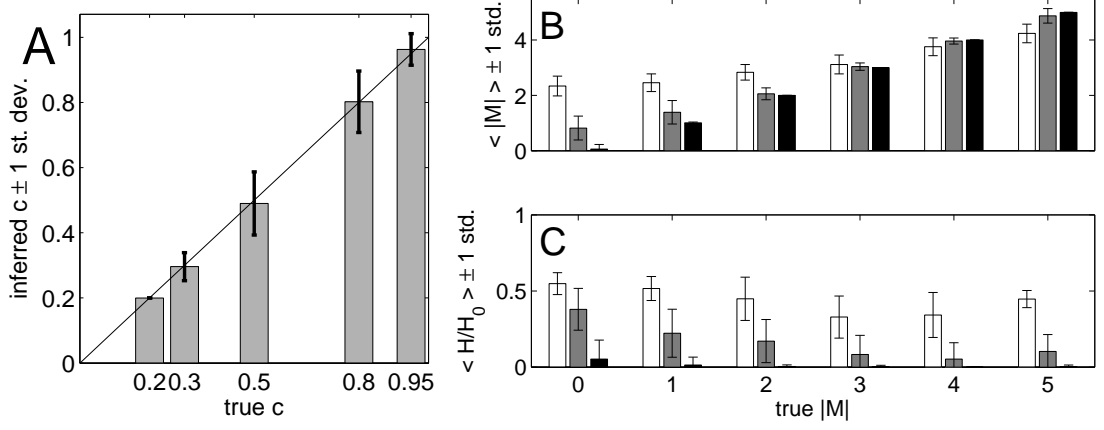 A
inferred c ± 1 st. dev.
1
0.8
0.6
0.4
0.2
0
0.2 0.3 0.5 0.8 0.95
true c
B
< |M| > ± 1 std.
4
2
0
C
< H/H0 > ± 1 std.
1
0.5
0
0 1 2 3 4 5
true |M|